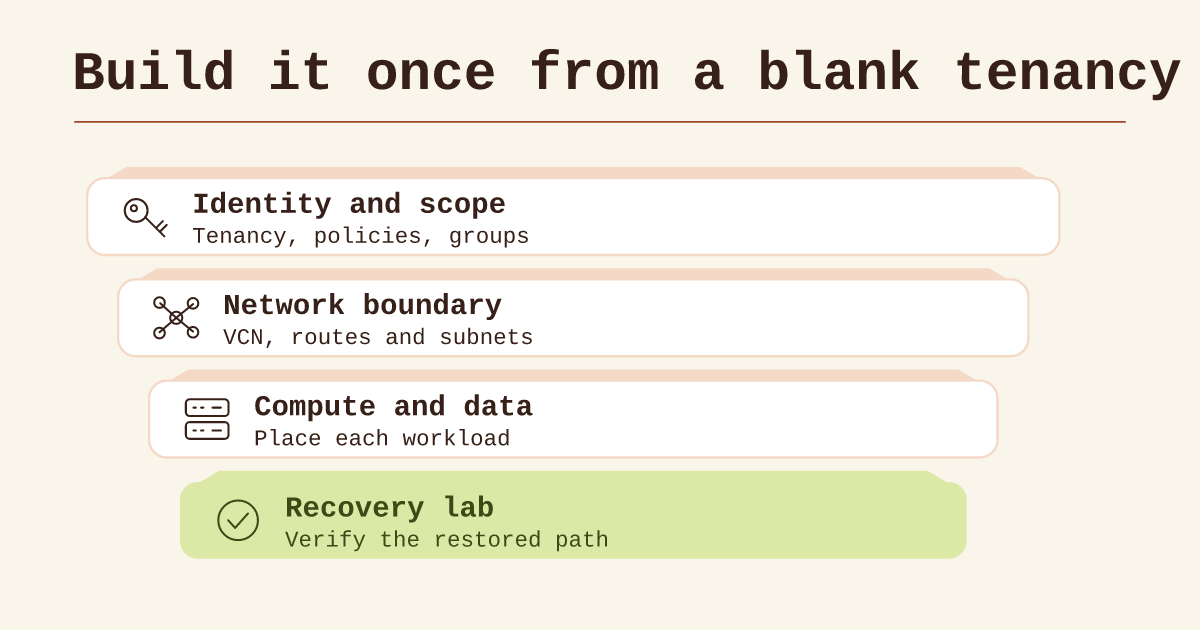 Build it once from a blank tenancy
Identity and scope
Tenancy, policies, groups
Network boundary
VCN, routes and subnets
Compute and data
Place each workload
Recovery lab
Verify the restored path